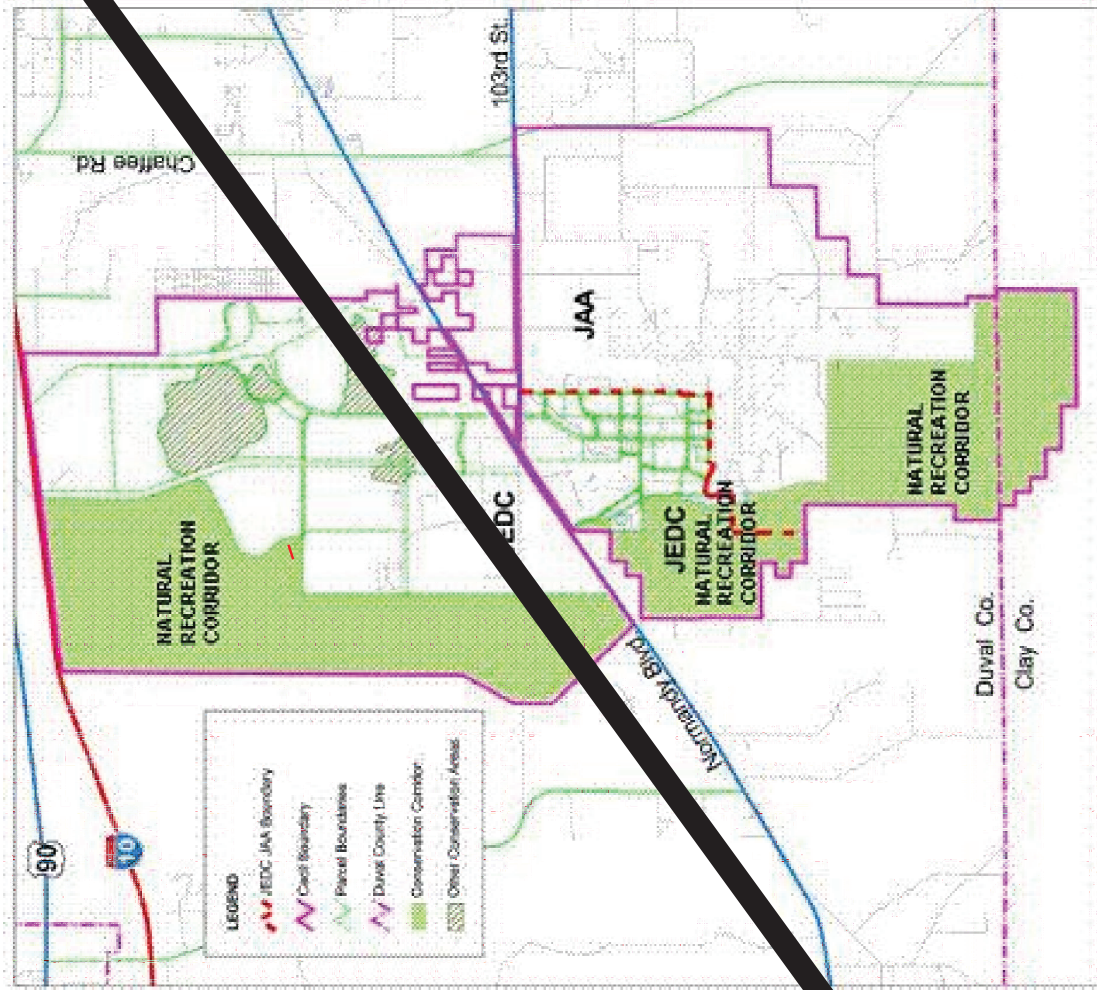 103rd St.
Chaffee Rd.
90
10
JAA
NATURAL
RECREATION
CORRIDOR
EDC
JEDC
NATURAL
RECREATION
CORRIDOR
NATURAL
RECREATION
CORRIDOR
Normandy Blvd
Duval Co.
Clay Co.
LEGEND
JEDC JAA Boundary
Cecil Boundary
Parcel Boundaries
Duval County Line
Conservation Corridor
Other Conservation Areas